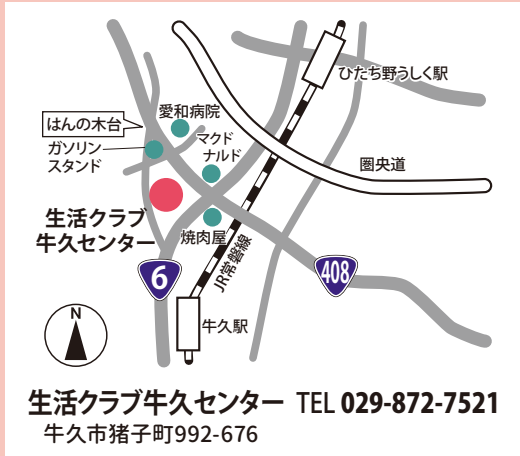 ひたち野うしく駅
愛和病院
はんの木台
ガソリン
スタンド
マクド
ナルド
圏央道
生活クラブ
牛久センター
焼肉屋
JR常磐線
6
408
N
牛久駅
生活クラブ牛久センター TEL 029-872-7521
牛久市猪子町992-676